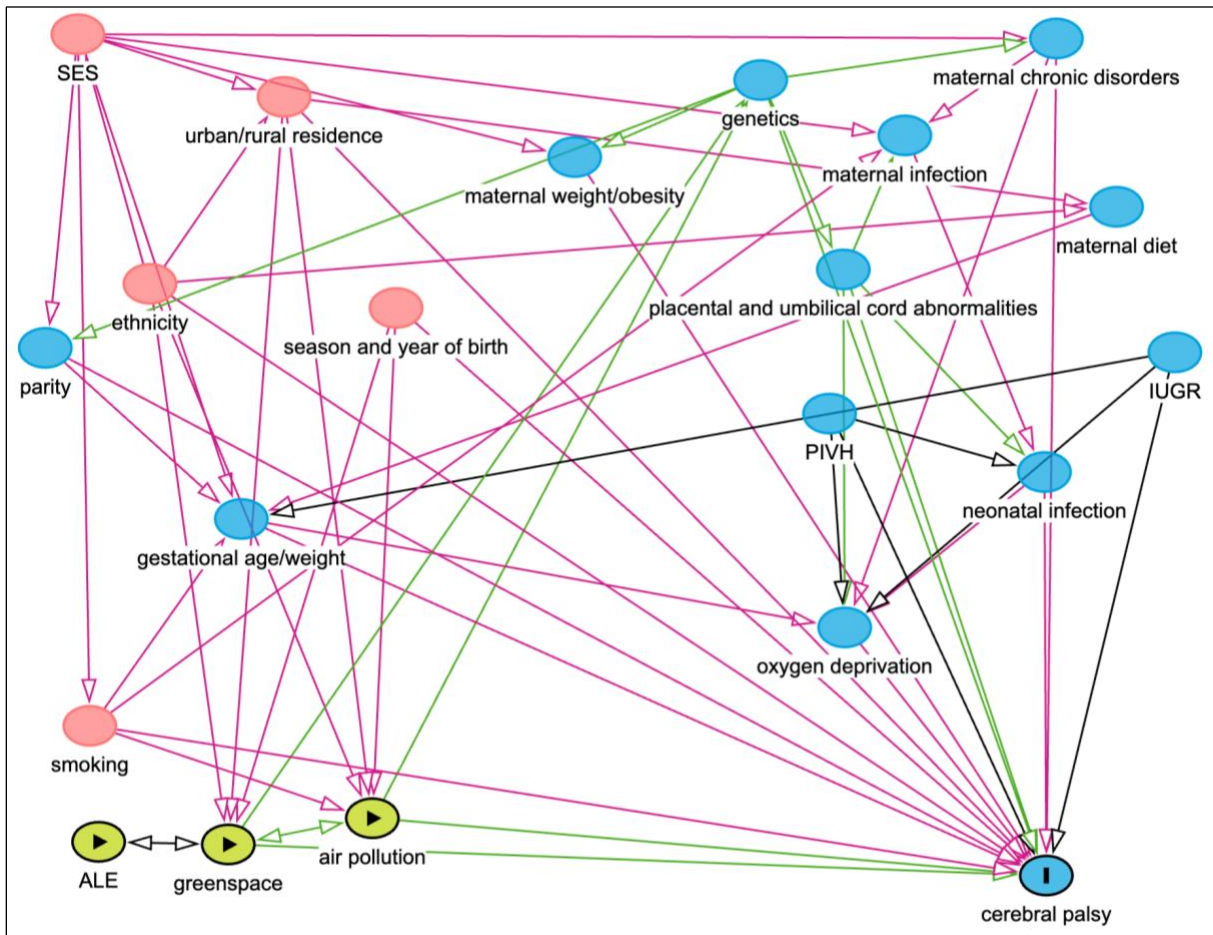 SES
maternal chronic disorders
genetics
urban/rural residence
maternal infection
maternal weight/obesity
maternal diet
placental and umbilical cord abnormalities
ethnicity
season and year of birth
parity
IUGR
PIVH
neonatal infection
gestational age/weight
oxygen deprivation
smoking
air pollution
ALE
greenspace
cerebral palsy